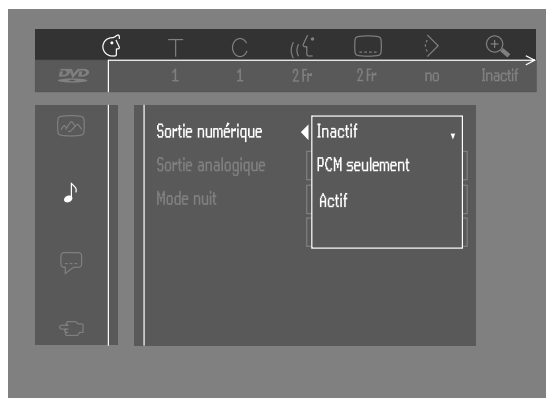 T C
DVD 1 1 2 Fr 2 Fr no Inactif
Sortie numérique Inactif
Sortie analogique PCM seulement
Mode nuit Actif